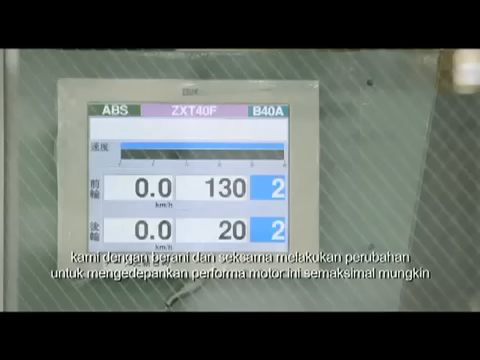 ABS ZXT40F B40A
速度
前輪 0.0 130 2
km/h
後輪 0.0 20 2
km/h
kami dengan berani dan seksama melakukan perubahan
untuk mengedepankan performa motor ini semaksimal mungkin